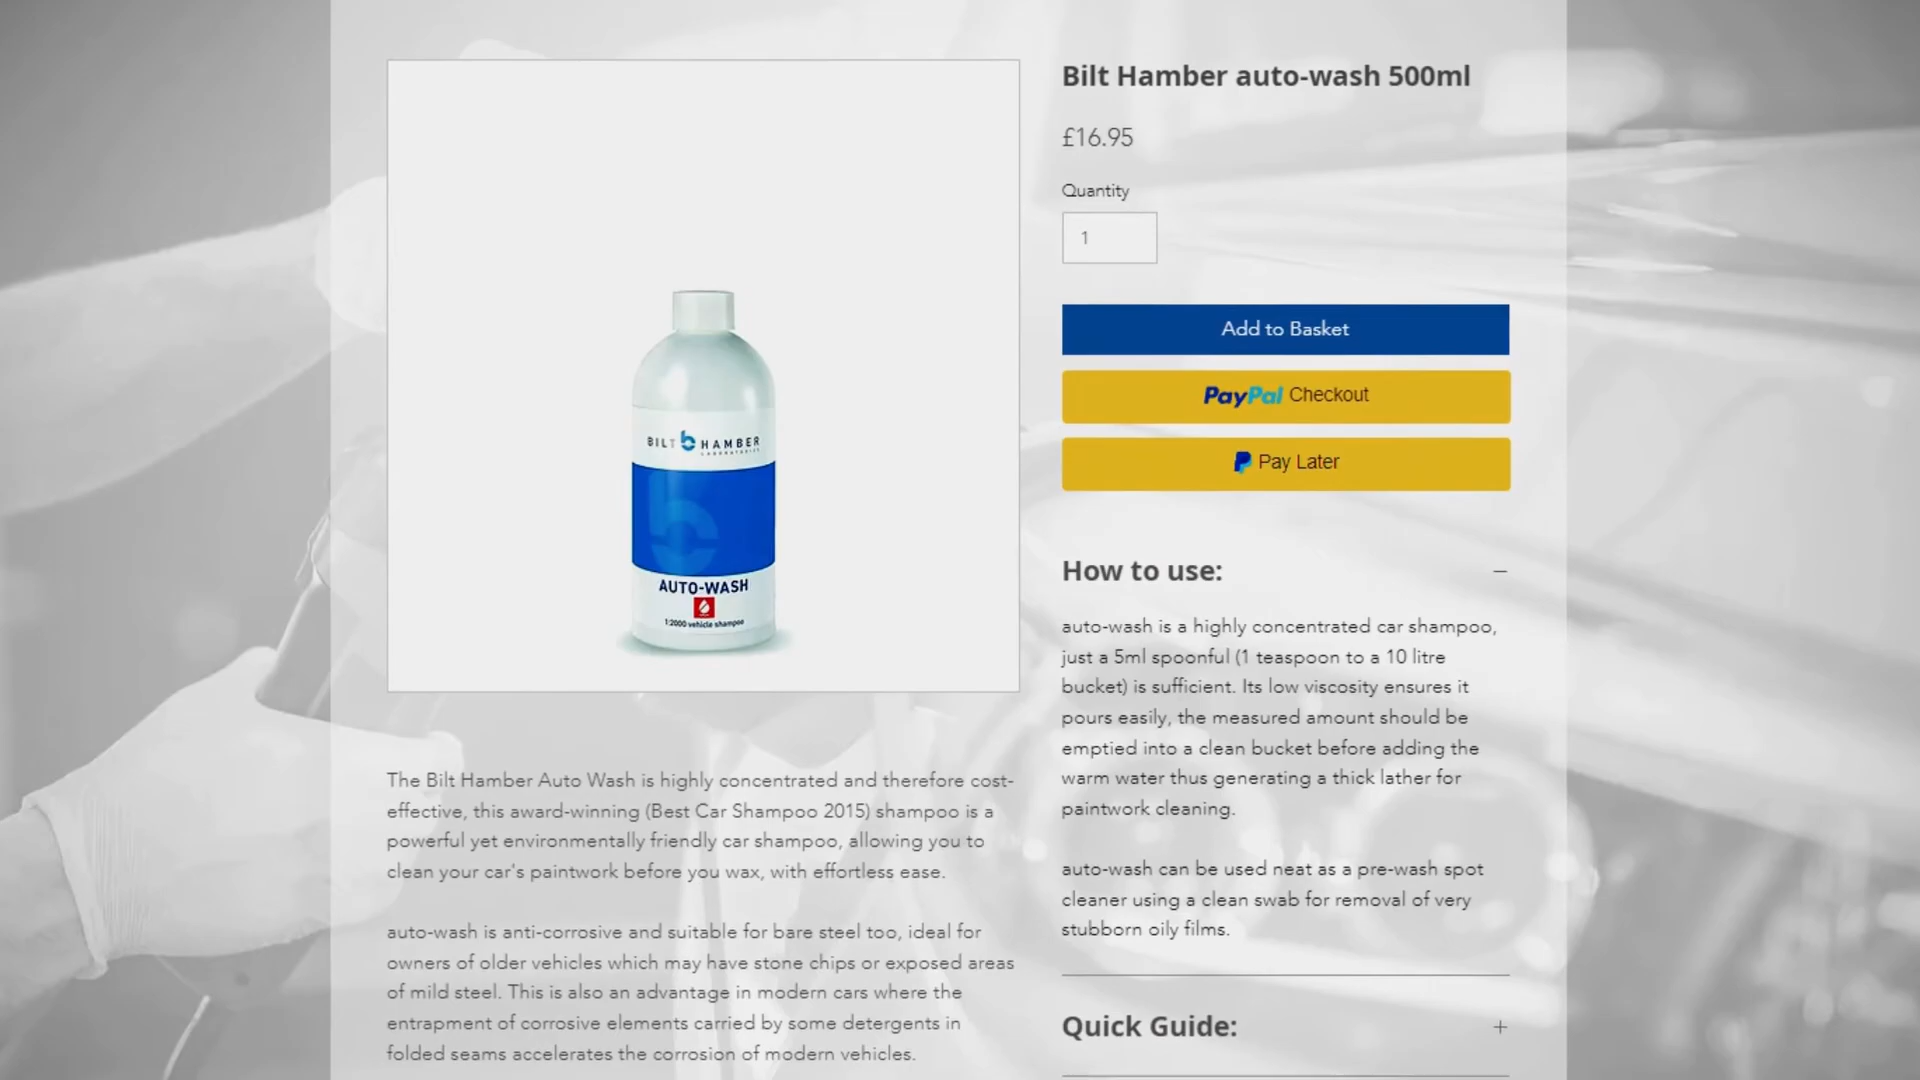 Bilt Hamber auto-wash 500ml
£16.95
Quantity
1
Add to Basket
PayPal Checkout
Pay Later
BILT HAMBER
LABORATORIES
AUTO-WASH
1:2000 vehicle shampoo
The Bilt Hamber Auto Wash is highly concentrated and therefore cost-
effective, this award-winning (Best Car Shampoo 2015) shampoo is a
powerful yet environmentally friendly car shampoo, allowing you to
clean your car's paintwork before you wax, with effortless ease.
auto-wash is anti-corrosive and suitable for bare steel too, ideal for
owners of older vehicles which may have stone chips or exposed areas
of mild steel. This is also an advantage in modern cars where the
entrapment of corrosive elements carried by some detergents in
folded seams accelerates the corrosion of modern vehicles.
How to use:
auto-wash is a highly concentrated car shampoo,
just a 5ml spoonful (1 teaspoon to a 10 litre
bucket) is sufficient. Its low viscosity ensures it
pours easily, the measured amount should be
emptied into a clean bucket before adding the
warm water thus generating a thick lather for
paintwork cleaning.
auto-wash can be used neat as a pre-wash spot
cleaner using a clean swab for removal of very
stubborn oily films.
Quick Guide: